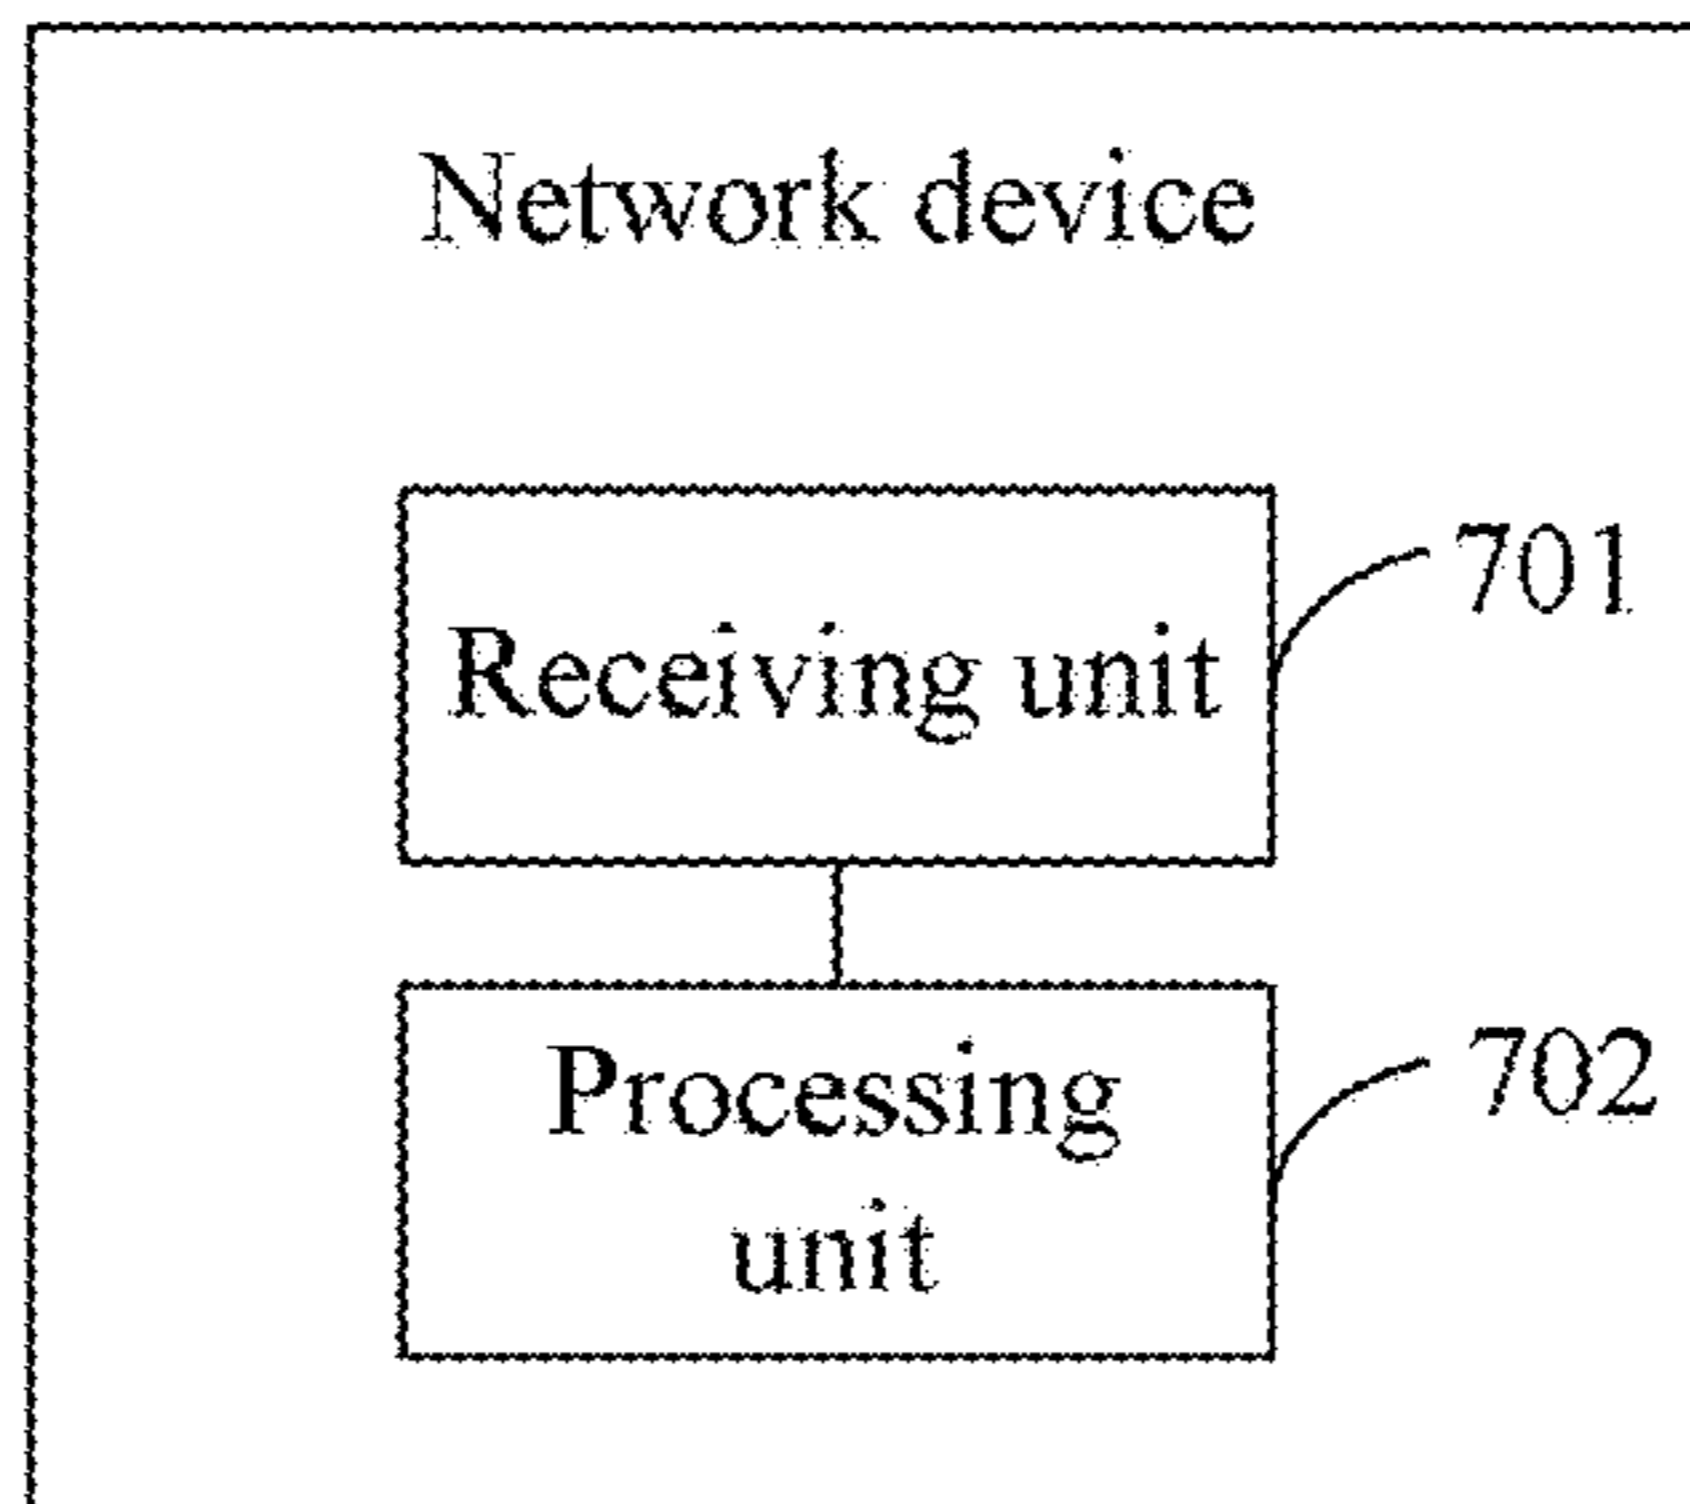 Network device
Receiving unit
701
Processing
unit
702